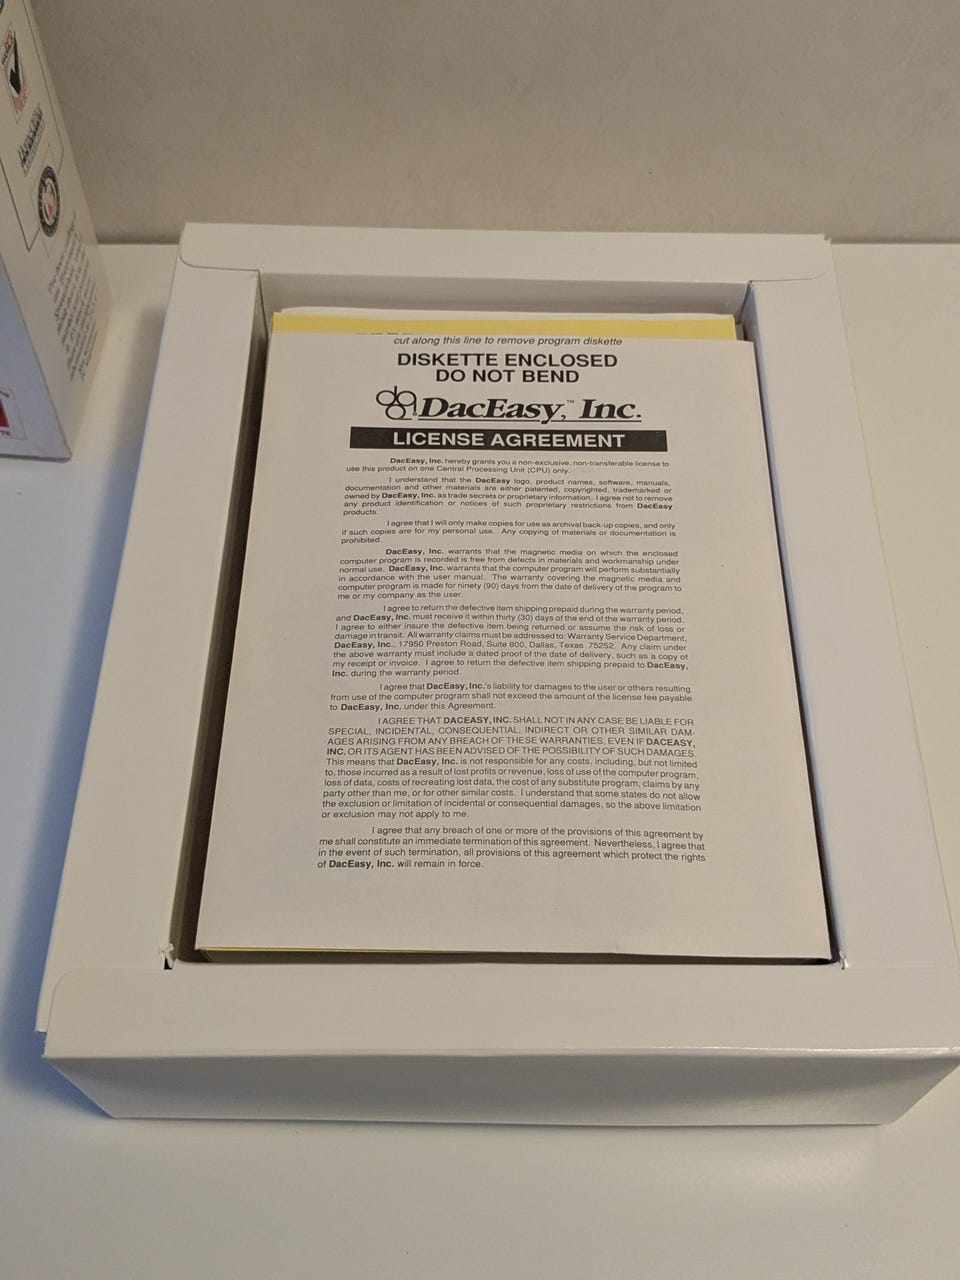 cut along this line to remove program diskette
DISKETTE ENCLOSED
DO NOT BEND
DacEasy,™ Inc.
LICENSE AGREEMENT
DacEasy, Inc. hereby grants you a non-exclusive, non-transferable license to
use this product on one Central Processing Unit (CPU) only.
I understand that the DacEasy logo, product names, software, manuals,
documentation and other materials are either patented, copyrighted, trademarked or
owned by DacEasy, Inc. as trade secrets or proprietary information. I agree not to remove
any product identification or notices of such proprietary restrictions from DacEasy
products.
I agree that I will only make copies for use as archival back-up copies, and only
if such copies are for my personal use. Any copying of materials or documentation is
prohibited.
DacEasy, Inc. warrants that the magnetic media on which the enclosed
computer program is recorded is free from defects in materials and workmanship under
normal use. DacEasy, Inc. warrants that the computer program will perform substantially
in accordance with the user manual. The warranty covering the magnetic media and
computer program is made for ninety (90) days from the date of delivery of the program to
me or my company as the user.
I agree to return the defective item shipping prepaid during the warranty period,
and DacEasy, Inc. must receive it within thirty (30) days of the end of the warranty period.
I agree to either insure the defective item being returned or assume the risk of loss or
damage in transit. All warranty claims must be addressed to: Warranty Service Department,
DacEasy, Inc., 17950 Preston Road, Suite 800, Dallas, Texas 75252. Any claim under
the above warranty must include a dated proof of the date of delivery, such as a copy of
my receipt or invoice. I agree to return the defective item shipping prepaid to DacEasy,
Inc. during the warranty period.
I agree that DacEasy, Inc.'s liability for damages to the user or others resulting
from use of the computer program shall not exceed the amount of the license fee payable
to DacEasy, Inc. under this Agreement.
I AGREE THAT DACEASY, INC. SHALL NOT IN ANY CASE BE LIABLE FOR
SPECIAL, INCIDENTAL, CONSEQUENTIAL, INDIRECT OR OTHER SIMILAR DAM-
AGES ARISING FROM ANY BREACH OF THESE WARRANTIES, EVEN IF DACEASY,
INC. OR ITS AGENT HAS BEEN ADVISED OF THE POSSIBILITY OF SUCH DAMAGES.
This means that DacEasy, Inc. is not responsible for any costs, including, but not limited
to, those incurred as a result of lost profits or revenue, loss of use of the computer program,
loss of data, costs of recreating lost data, the cost of any substitute program, claims by any
party other than me, or for other similar costs. I understand that some states do not allow
the exclusion or limitation of incidental or consequential damages, so the above limitation
or exclusion may not apply to me.
I agree that any breach of one or more of the provisions of this agreement by
me shall constitute an immediate termination of this agreement. Nevertheless, I agree that
in the event of such termination, all provisions of this agreement which protect the rights
of DacEasy, Inc. will remain in force.